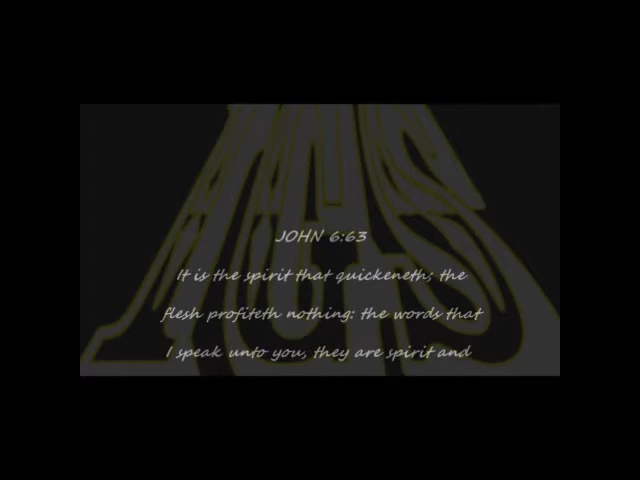 JOHN 6:63
It is the spirit that quickeneth; the
flesh profiteth nothing: the words that
I speak unto you, they are spirit and